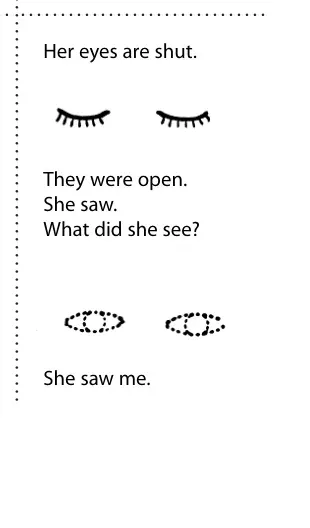 Her eyes are shut.
They were open.
She saw.
What did she see?
She saw me.